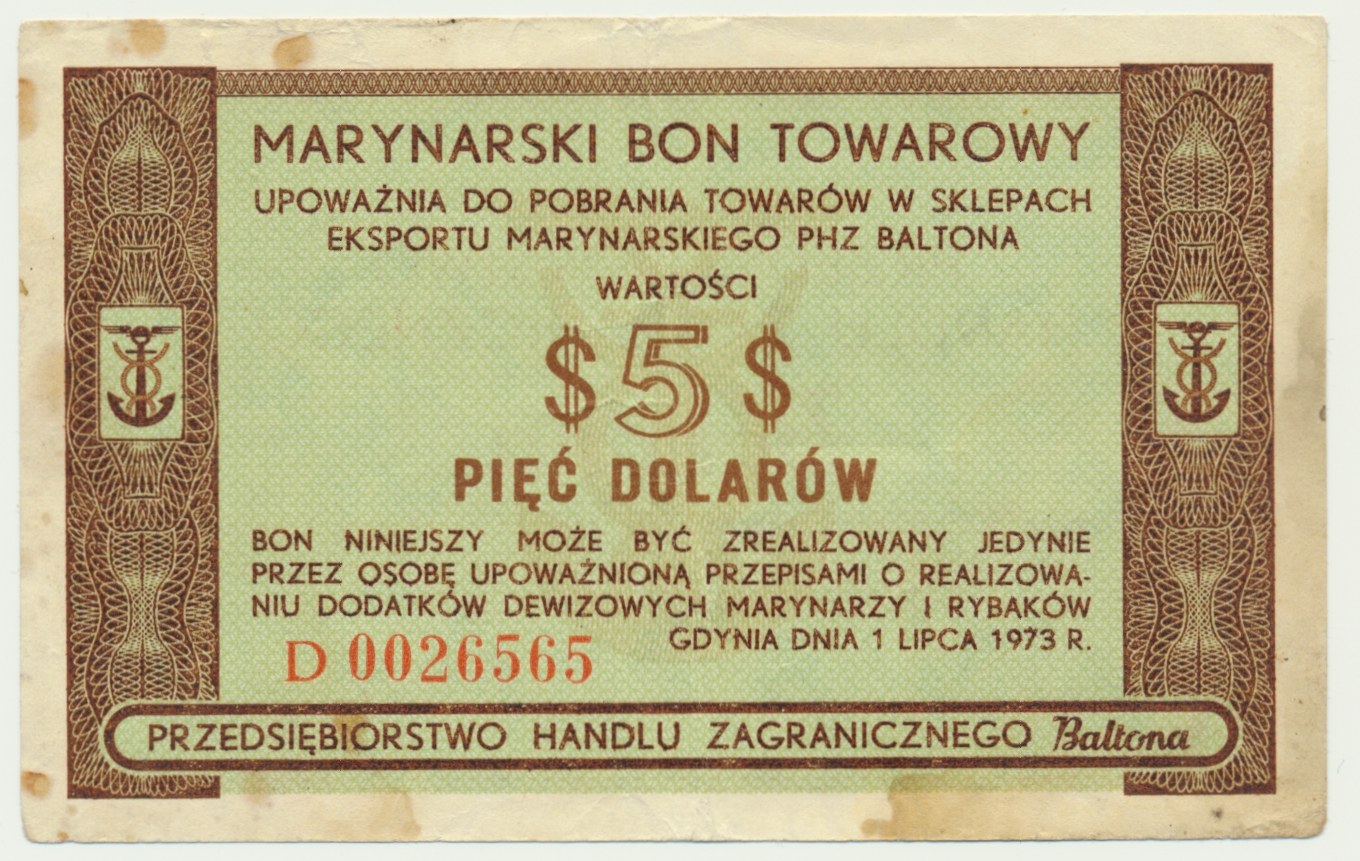 MARYNARSKI BON TOWAROWY
UPOWAŻNIA DO POBRANIA TOWARÓW W SKLEPACH
EKSPORTU MARYNARSKIEGO PHZ BALTONA
WARTOŚCI
$ 5 $
PIĘĆ DOLARÓW
BON NINIEJSZY MOŻE BYĆ ZREALIZOWANY JEDYNIE
PRZEZ OSOBĘ UPOWAŻNIONĄ PRZEPISAMI O REALIZOWA-
NIU DODATKÓW DEWIZOWYCH MARYNARZY I RYBAKÓW
GDYNIA DNIA 1 LIPCA 1973 R.
D 0026565
PRZEDSIĘBIORSTWO HANDLU ZAGRANICZNEGO Baltona